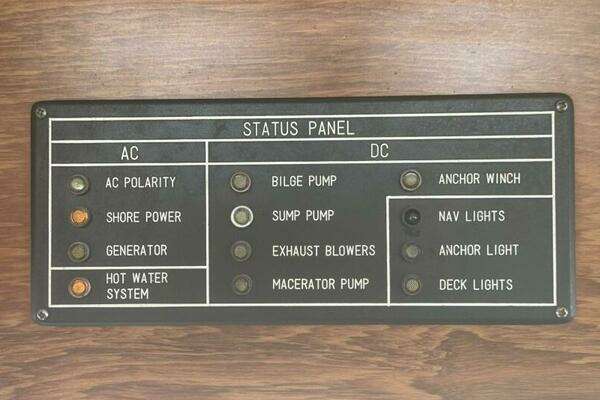 STATUS PANEL
AC
DC
AC POLARITY
SHORE POWER
GENERATOR
HOT WATER
SYSTEM
BILGE PUMP
SUMP PUMP
EXHAUST BLOWERS
MACERATOR PUMP
ANCHOR WINCH
NAV LIGHTS
ANCHOR LIGHT
DECK LIGHTS